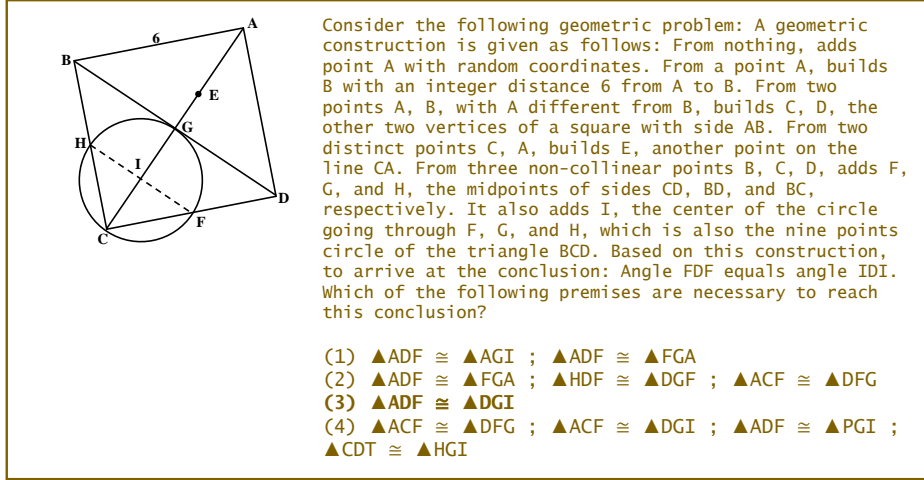 A
6
B
E
G
H
I
D
F
C
Consider the following geometric problem: A geometric
construction is given as follows: From nothing, adds
point A with random coordinates. From a point A, builds
B with an integer distance 6 from A to B. From two
points A, B, with A different from B, builds C, D, the
other two vertices of a square with side AB. From two
distinct points C, A, builds E, another point on the
line CA. From three non-collinear points B, C, D, adds F,
G, and H, the midpoints of sides CD, BD, and BC,
respectively. It also adds I, the center of the circle
going through F, G, and H, which is also the nine points
circle of the triangle BCD. Based on this construction,
to arrive at the conclusion: Angle FDF equals angle IDI.
Which of the following premises are necessary to reach
this conclusion?
(1) ▲ADF ≅ ▲AGI ; ▲ADF ≅ ▲FGA
(2) ▲ADF ≅ ▲FGA ; ▲HDF ≅ ▲DGF ; ▲ACF ≅ ▲DFG
(3) ▲ADF ≅ ▲DGI
(4) ▲ACF ≅ ▲DFG ; ▲ACF ≅ ▲DGI ; ▲ADF ≅ ▲PGI ;
▲CDT ≅ ▲HGI